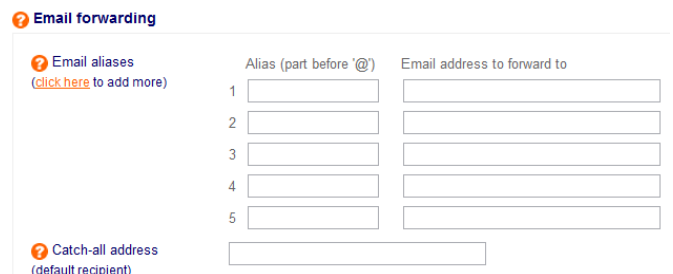 Email forwarding
Email aliases
(click here to add more)
Alias (part before '@')
Email address to forward to
1
2
3
4
5
Catch-all address
(default recipient)